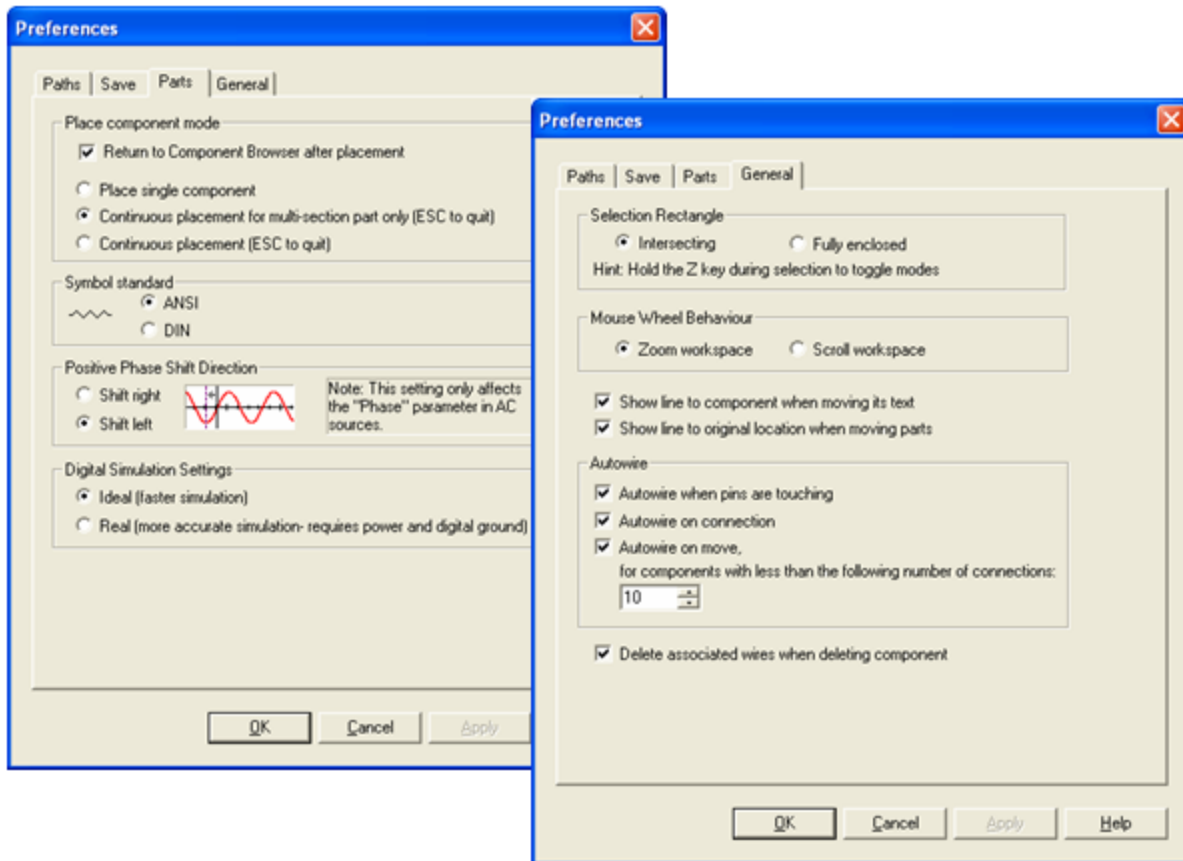 Preferences
Paths Save Parts General
Place component mode
Return to Component Browser after placement
Place single component
Continuous placement for multi-section part only (ESC to quit)
Continuous placement (ESC to quit)
Symbol standard
ANSI
DIN
Positive Phase Shift Direction
Shift right
Shift left
Note: This setting only affects
the "Phase" parameter in AC
sources.
Digital Simulation Settings
Ideal (faster simulation)
Real (more accurate simulation- requires power and digital ground)
OK Cancel Apply
Preferences
Paths Save Parts General
Selection Rectangle
Intersecting Fully enclosed
Hint: Hold the Z key during selection to toggle modes
Mouse Wheel Behaviour
Zoom workspace Scroll workspace
Show line to component when moving its text
Show line to original location when moving parts
Autowire
Autowire when pins are touching
Autowire on connection
Autowire on move,
for components with less than the following number of connections:
10
Delete associated wires when deleting component
OK Cancel Apply Help